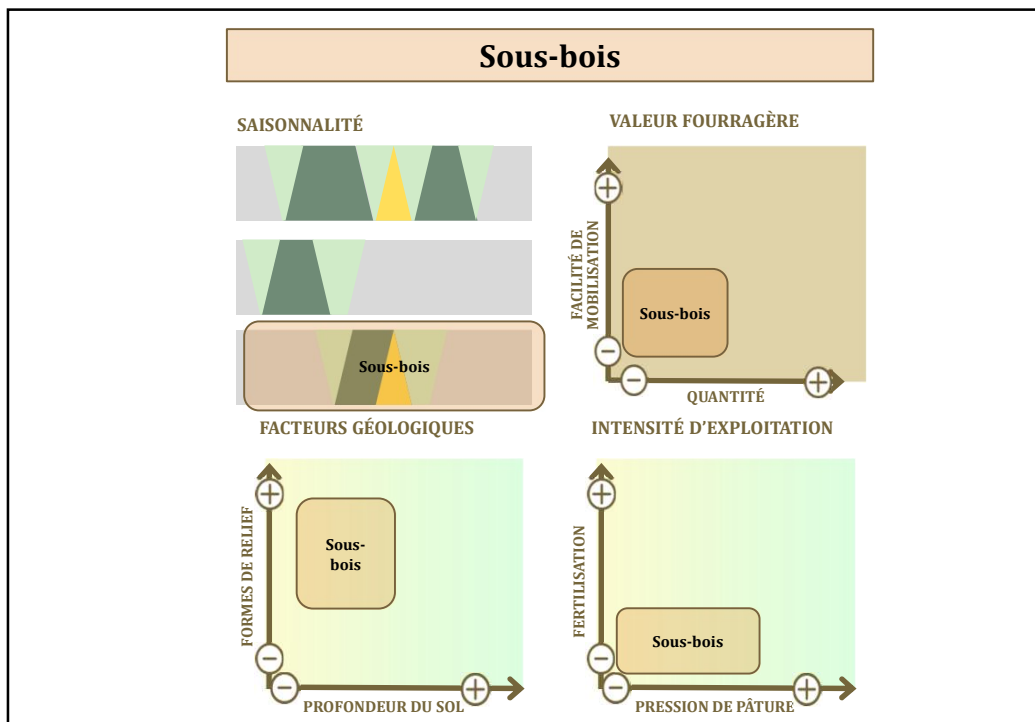 Sous-bois
SAISONNALITÉ
Sous-bois
VALEUR FOURRAGÈRE
FACILITÉ DE
MOBILISATION
+
Sous-bois
−
−
+
QUANTITÉ
FACTEURS GÉOLOGIQUES
FORMES DE RELIEF
+
Sous-
bois
−
−
+
PROFONDEUR DU SOL
INTENSITÉ D’EXPLOITATION
FERTILISATION
+
Sous-bois
−
−
+
PRESSION DE PÂTURE